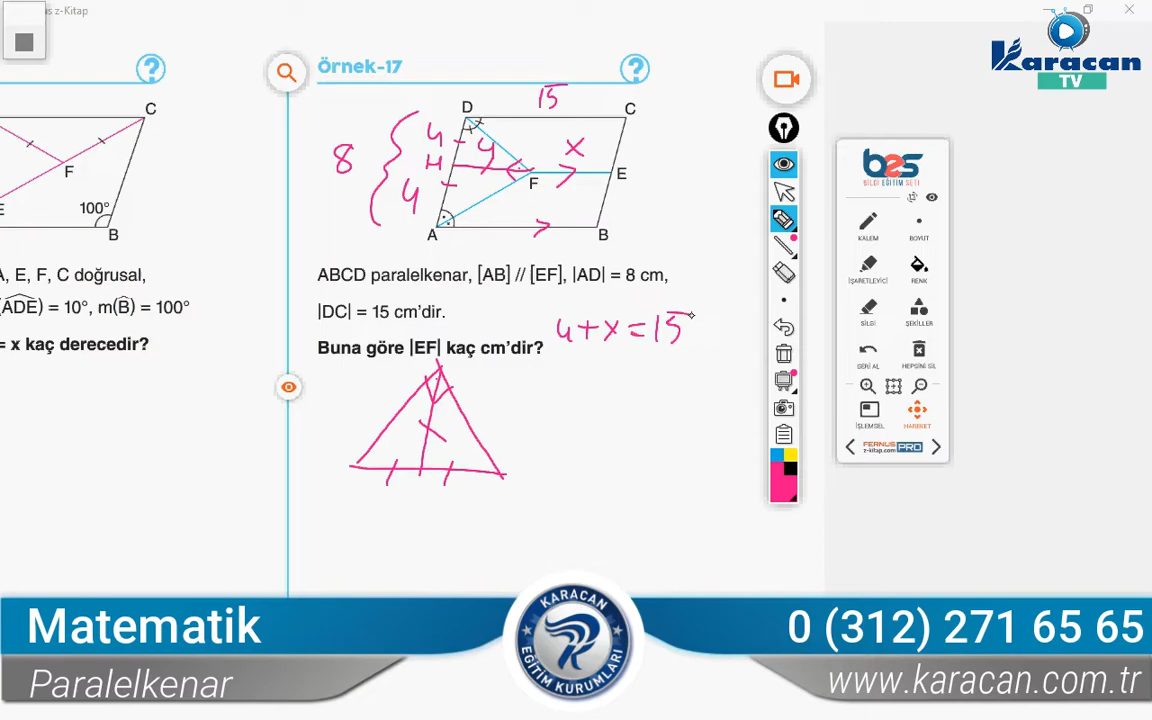 us z-Kitap
Karacan
TV
Örnek-17
?
?
15
D
C
C
4
8
4
4
x
H
F
E
F
4
E
100°
B
A
B
A, E, F, C doğrusal,
(ADE) = 10°, m(B) = 100°
= x kaç derecedir?
ABCD paralelkenar, [AB] // [EF], |AD| = 8 cm,
|DC| = 15 cm'dir.
4+x=15
Buna göre |EF| kaç cm'dir?
b2s
BİLGİ EĞİTİM SETİ
KALEM
BOYUT
İŞARETLEYİCİ
RENK
SİLGİ
ŞEKİLLER
GERİ AL
HEPSİNİ SİL
İŞLEMSEL
HAREKET
FERNUS PRO
z-kitap.com
Matematik
KARACAN
EĞİTİM KURUMLARI
0 (312) 271 65 65
Paralelkenar
www.karacan.com.tr